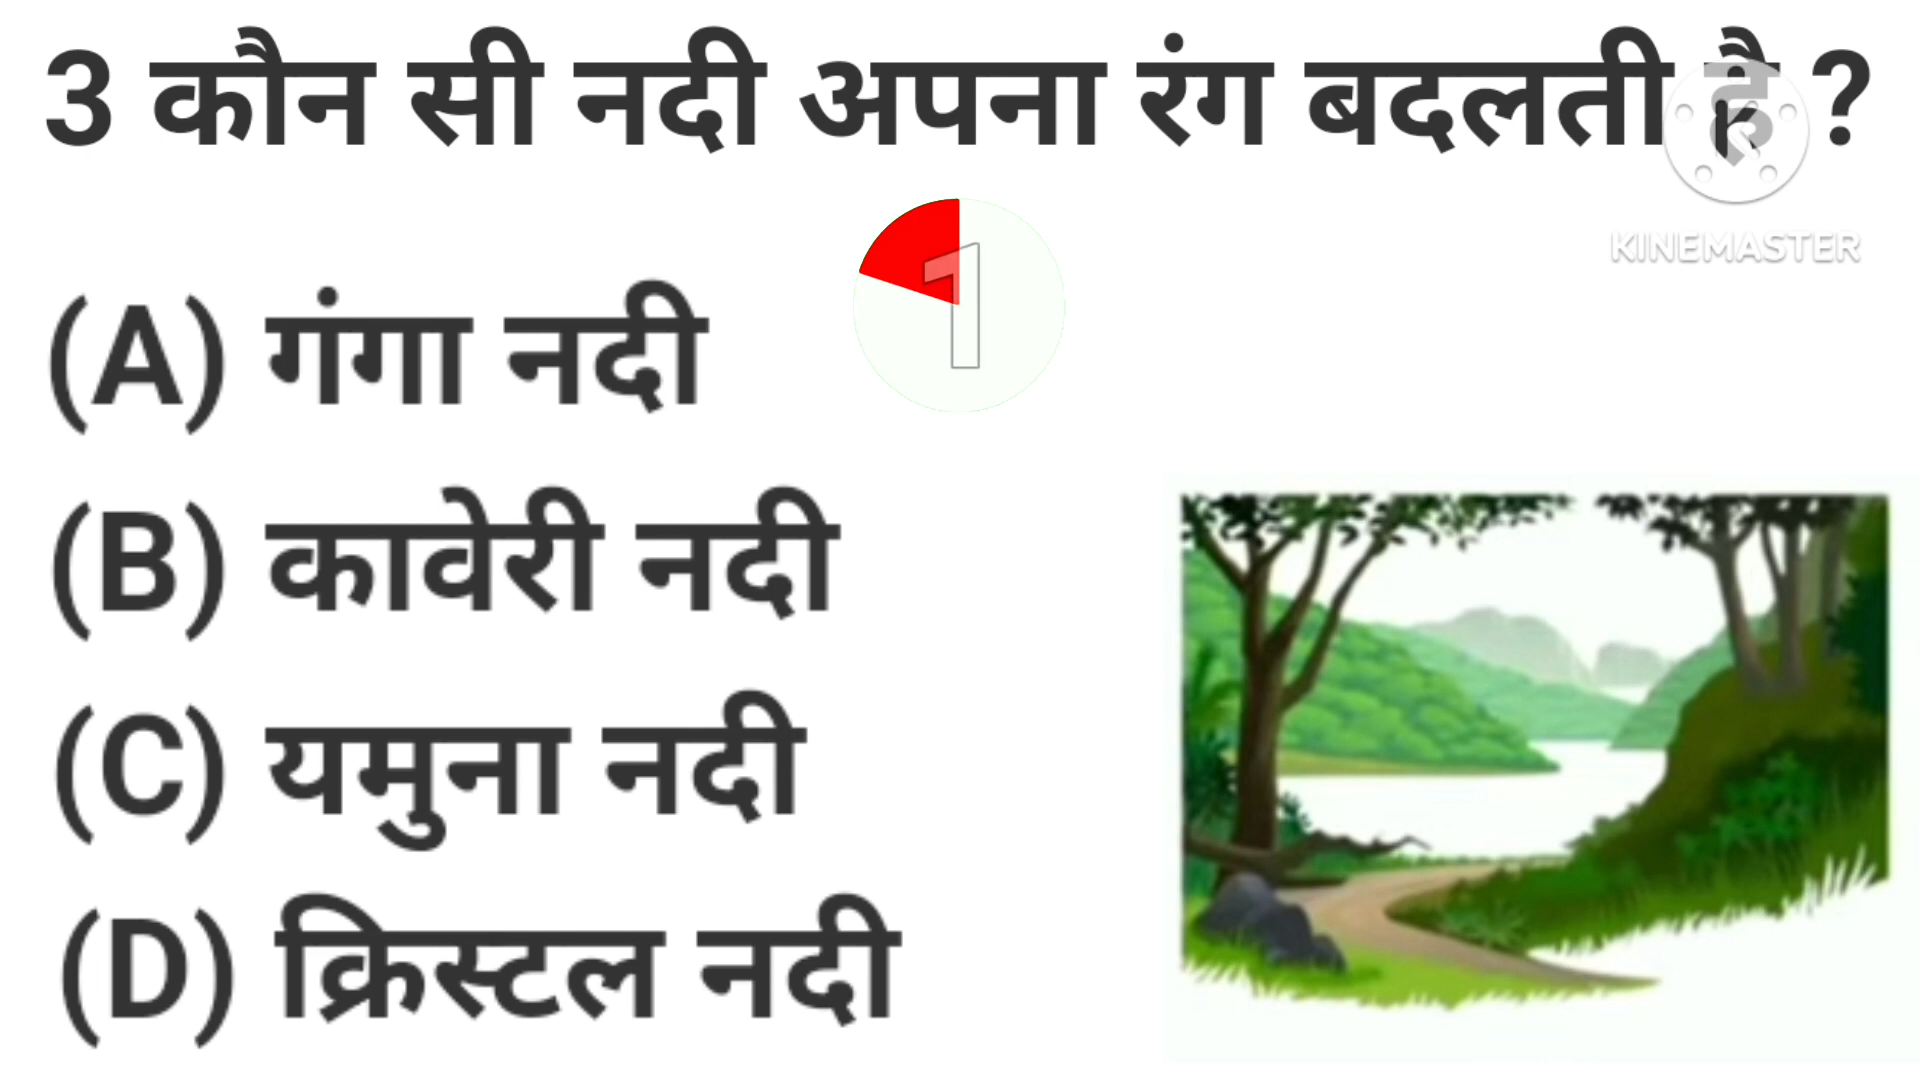 3 कौन सी नदी अपना रंग बदलती है ?
1
KINEMASTER
(A) गंगा नदी
(B) कावेरी नदी
(C) यमुना नदी
(D) क्रिस्टल नदी